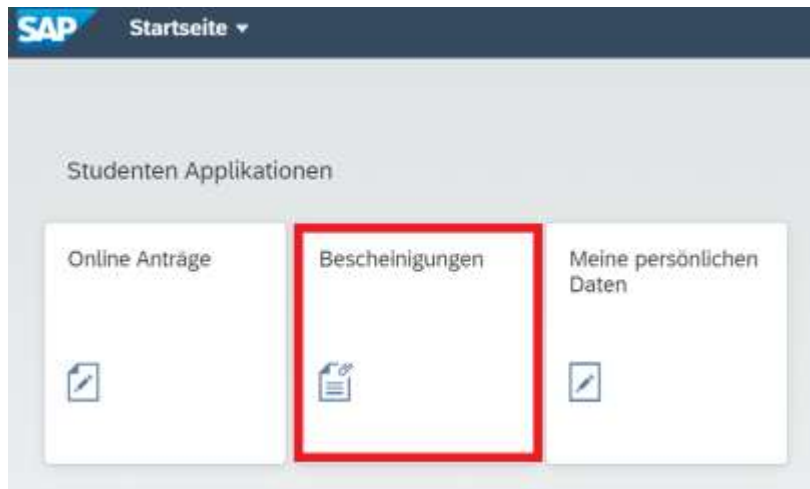 SAP Startseite
Studenten Applikationen
Online Anträge
Bescheinigungen
Meine persönlichen
Daten